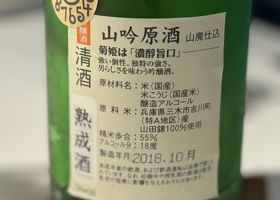 87654
山吟原酒 山廃仕込
吟醸酒
清酒
熟成酒
菊姫は「濃醇旨口」
強い個性。独特の強さ。
男らしさを味わう吟醸酒。
原材料名：米(国産)
米こうじ(国産米)
醸造アルコール
原料米：兵庫県三木市吉川町
(特A地区)産
山田錦100%使用
精米歩合：55%
アルコール分：18度
製造年月 2018.10月